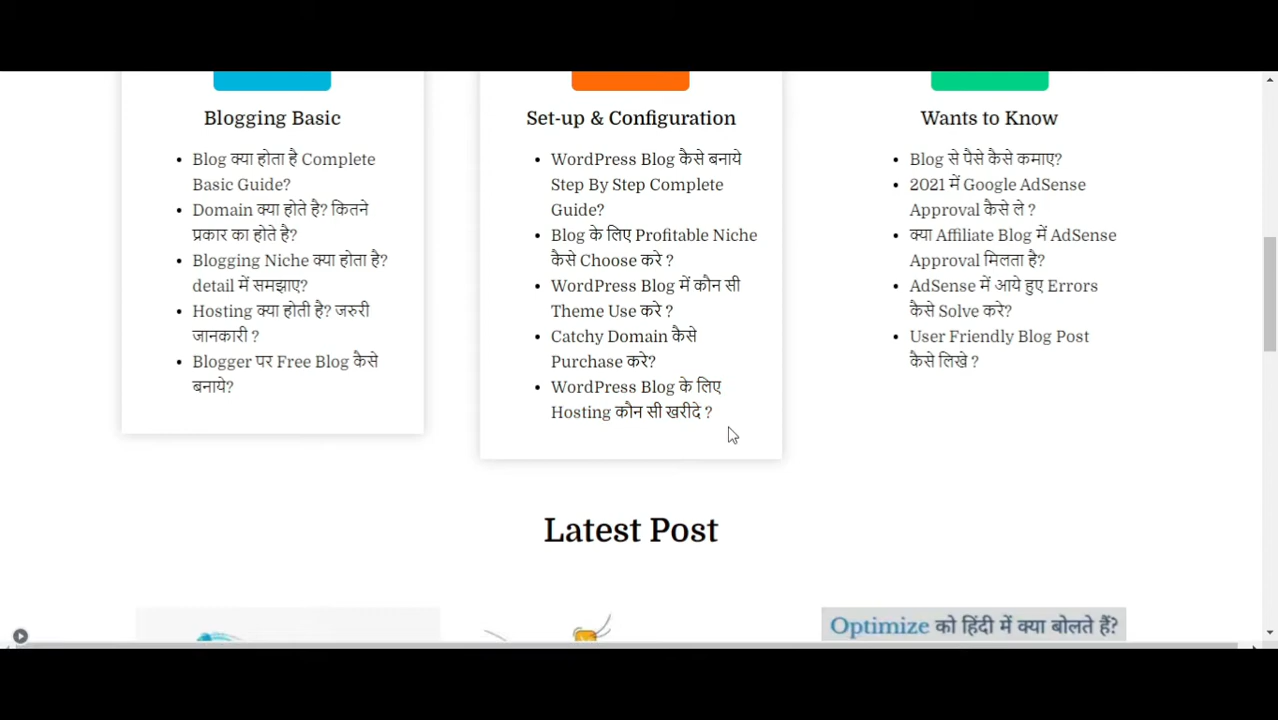 Blogging Basic
Blog क्या होता है Complete
Basic Guide?
Domain क्या होते है? कितने
प्रकार का होते है?
Blogging Niche क्या होता है?
detail में समझाए?
Hosting क्या होती है? जरुरी
जानकारी ?
Blogger पर Free Blog कैसे
बनाये?
Set-up & Configuration
WordPress Blog कैसे बनाये
Step By Step Complete
Guide?
Blog के लिए Profitable Niche
कैसे Choose करे ?
WordPress Blog में कौन सी
Theme Use करे ?
Catchy Domain कैसे
Purchase करे?
WordPress Blog के लिए
Hosting कौन सी खरीदे ?
Wants to Know
Blog से पैसे कैसे कमाए?
2021 में Google AdSense
Approval कैसे ले ?
क्या Affiliate Blog में AdSense
Approval मिलता है?
AdSense में आये हुए Errors
कैसे Solve करे?
User Friendly Blog Post
कैसे लिखे ?
Latest Post
Optimize को हिंदी में क्या बोलते हैं?